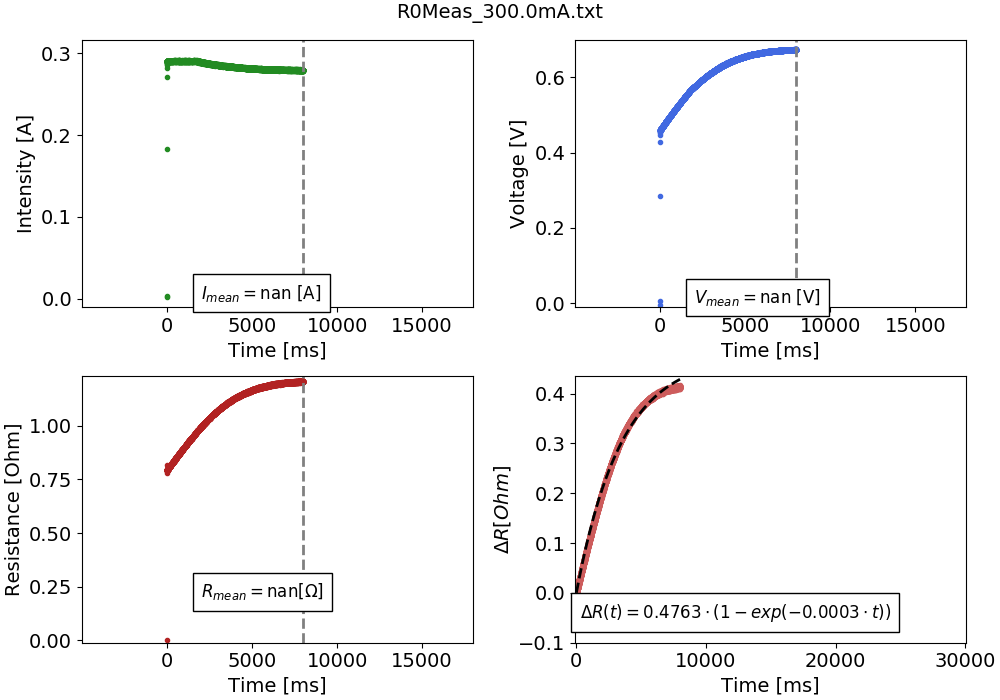 R0Meas_300.0mA.txt
Intensity [A]
0.3
0.2
0.1
0.0
I_mean = nan [A]
0 5000 10000 15000
Time [ms]
Voltage [V]
0.6
0.4
0.2
0.0
V_mean = nan [V]
0 5000 10000 15000
Time [ms]
Resistance [Ohm]
1.00
0.75
0.50
0.25
0.00
R_mean = nan[Ω]
0 5000 10000 15000
Time [ms]
ΔR[Ohm]
0.4
0.3
0.2
0.1
0.0
−0.1
ΔR(t) = 0.4763 · (1 − exp(−0.0003 · t))
0 10000 20000 30000
Time [ms]